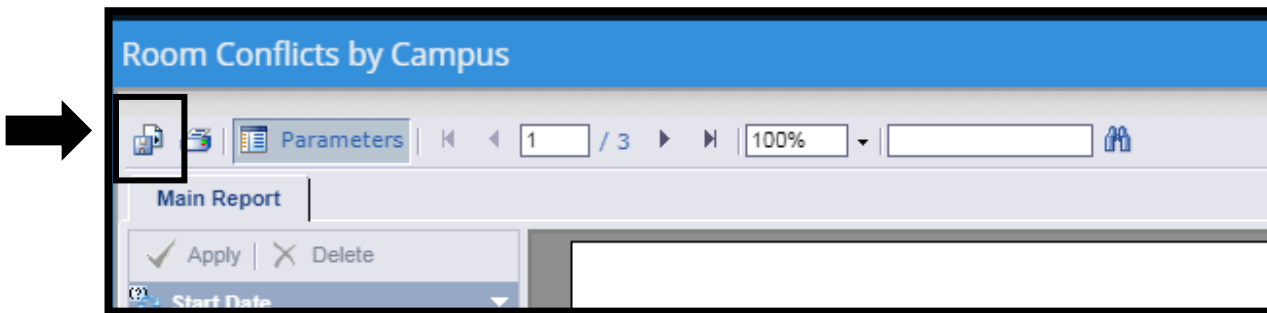 Room Conflicts by Campus
Parameters 1 / 3 100%
Main Report
Apply Delete
(?) Start Date